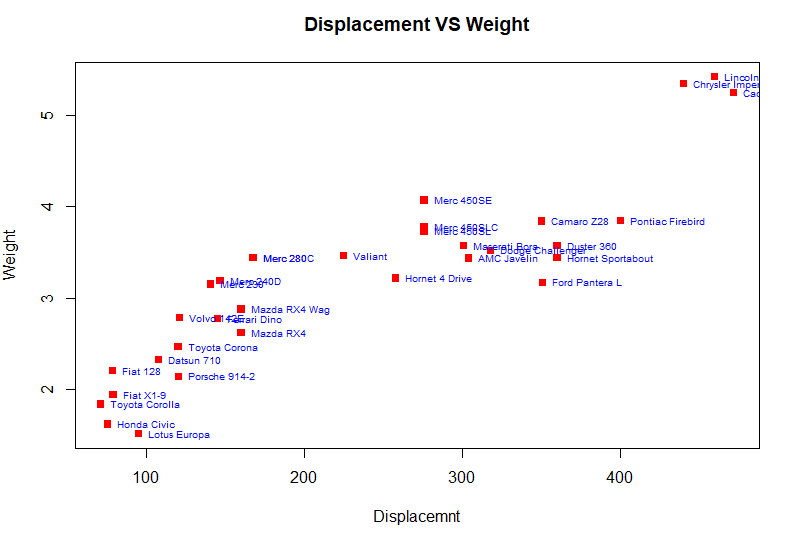 Displacement VS Weight
Weight
5
4
3
2
Lincoln
Chrysler Imper
Cad
Merc 450SE
Camaro Z28
Pontiac Firebird
Merc 450SLC
Merc 450SL
Maserati Bora
Duster 360
Dodge Challenger
Merc 280C
Valiant
AMC Javelin
Hornet Sportabout
Merc 240D
Merc 230
Hornet 4 Drive
Ford Pantera L
Mazda RX4 Wag
Volvo 142E
Ferrari Dino
Mazda RX4
Toyota Corona
Datsun 710
Fiat 128
Porsche 914-2
Fiat X1-9
Toyota Corolla
Honda Civic
Lotus Europa
100 200 300 400
Displacemnt